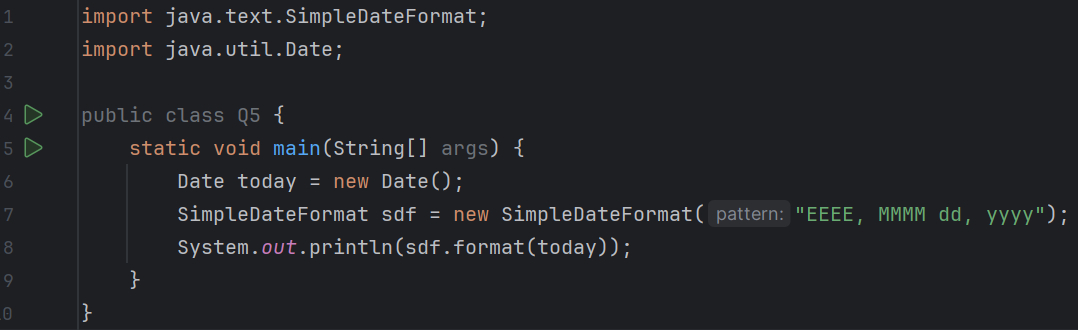 1 import java.text.SimpleDateFormat;
2 import java.util.Date;
3
4 public class Q5 {
5     static void main(String[] args) {
6         Date today = new Date();
7         SimpleDateFormat sdf = new SimpleDateFormat( pattern: "EEEE, MMMM dd, yyyy");
8         System.out.println(sdf.format(today));
9     }
0 }